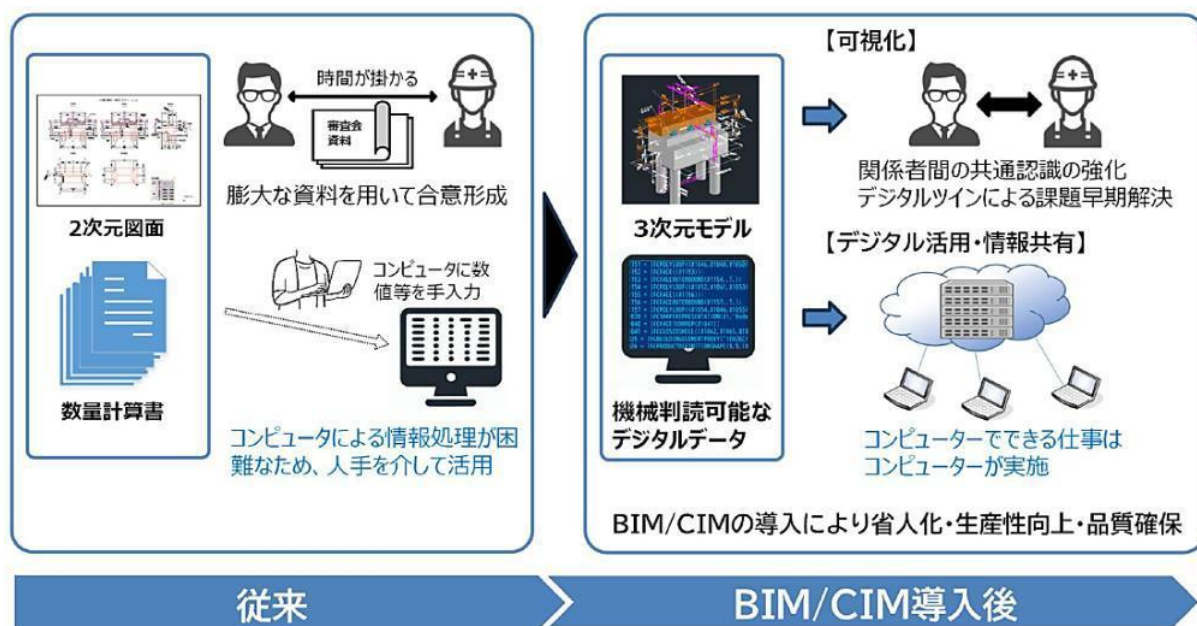 時間が掛かる
審査会
資料
膨大な資料を用いて合意形成
2次元図面
コンピュータに数
値等を手入力
数量計算書
コンピュータによる情報処理が困
難なため、人手を介して活用
【可視化】
関係者間の共通認識の強化
デジタルツインによる課題早期解決
3次元モデル
【デジタル活用・情報共有】
機械判読可能な
デジタルデータ
コンピューターでできる仕事は
コンピューターが実施
BIM/CIMの導入により省人化・生産性向上・品質確保
従来
BIM/CIM導入後